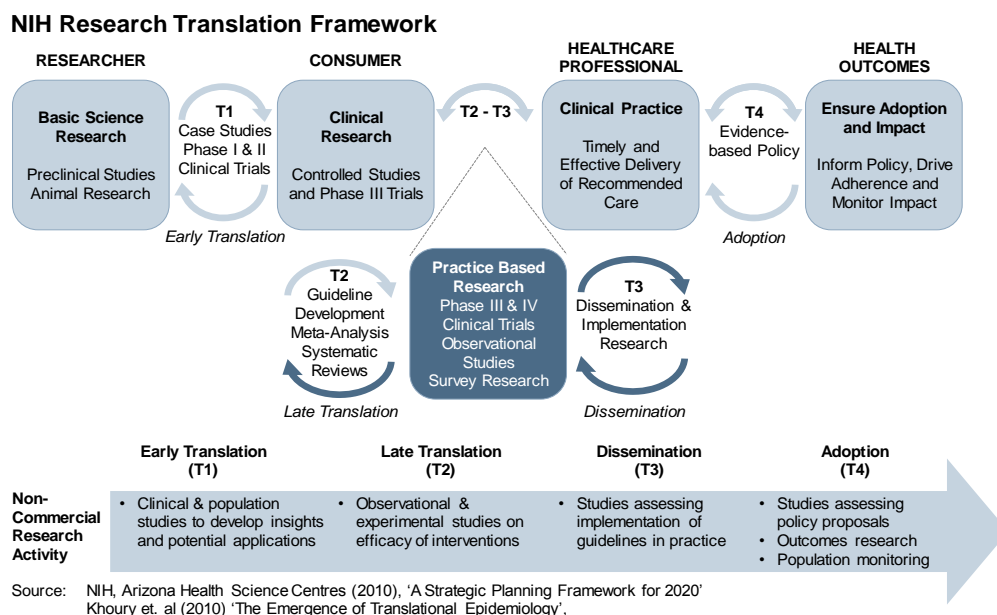 NIH Research Translation Framework
RESEARCHER
CONSUMER
HEALTHCARE
PROFESSIONAL
HEALTH
OUTCOMES
Basic Science
Research
Preclinical Studies
Animal Research
T1
Case Studies
Phase I & II
Clinical Trials
Early Translation
Clinical
Research
Controlled Studies
and Phase III Trials
T2 - T3
Clinical Practice
Timely and
Effective Delivery
of Recommended
Care
T4
Evidence-
based Policy
Adoption
Ensure Adoption
and Impact
Inform Policy, Drive
Adherence and
Monitor Impact
T2
Guideline
Development
Meta-Analysis
Systematic
Reviews
Late Translation
Practice Based
Research
Phase III & IV
Clinical Trials
Observational
Studies
Survey Research
T3
Dissemination &
Implementation
Research
Dissemination
Early Translation
(T1)
Late Translation
(T2)
Dissemination
(T3)
Adoption
(T4)
Non-
Commercial
Research
Activity
• Clinical & population
studies to develop insights
and potential applications
• Observational &
experimental studies on
efficacy of interventions
• Studies assessing
implementation of
guidelines in practice
• Studies assessing
policy proposals
• Outcomes research
• Population monitoring
Source: NIH, Arizona Health Science Centres (2010), ‘A Strategic Planning Framework for 2020’
Khoury et. al (2010) ‘The Emergence of Translational Epidemiology’,